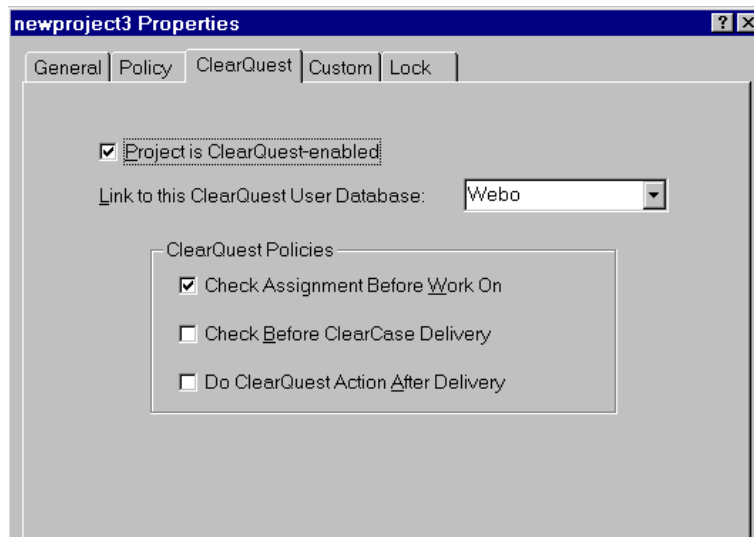 newproject3 Properties
General Policy ClearQuest Custom Lock
Project is ClearQuest-enabled
Link to this ClearQuest User Database: Webo
ClearQuest Policies
Check Assignment Before Work On
Check Before ClearCase Delivery
Do ClearQuest Action After Delivery